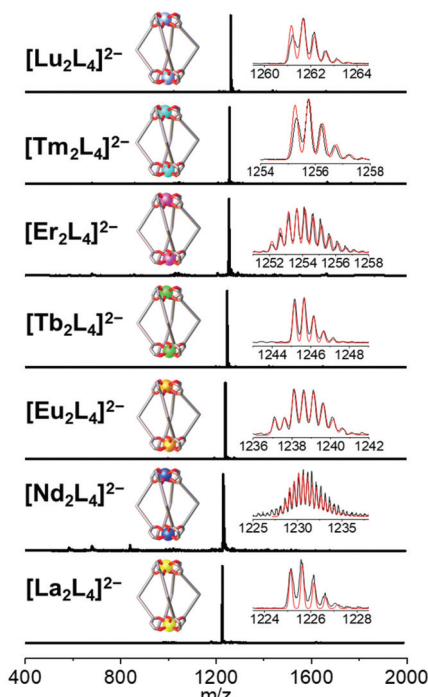 [Lu₂L₄]²⁻
1260 1262 1264
[Tm₂L₄]²⁻
1254 1256 1258
[Er₂L₄]²⁻
1252 1254 1256 1258
[Tb₂L₄]²⁻
1244 1246 1248
[Eu₂L₄]²⁻
1236 1238 1240 1242
[Nd₂L₄]²⁻
1225 1230 1235
[La₂L₄]²⁻
1224 1226 1228
400 800 1200 1600 2000
m/z